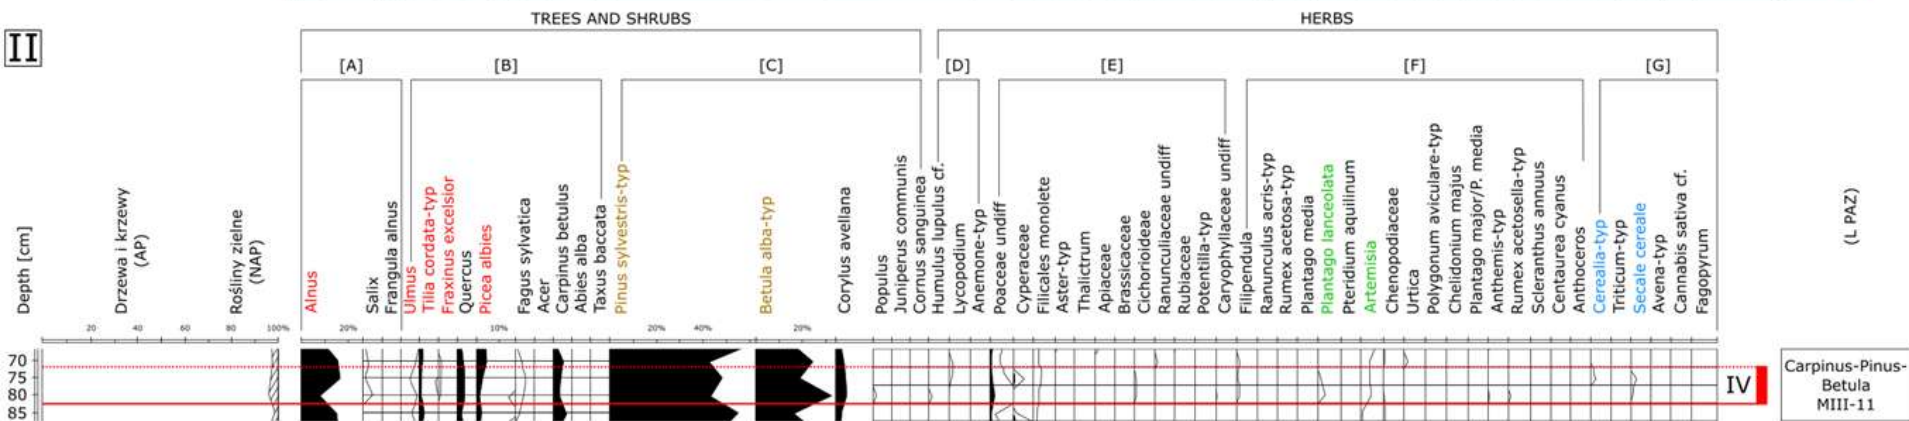 TREES AND SHRUBS HERBS
II
[A] [B] [C] [D] [E] [F] [G]
Depth [cm]
Drzewa i krzewy
(AP)
Rośliny zielne
(NAP)
Alnus
Salix
Frangula alnus
Ulmus
Tilia cordata-typ
Fraxinus excelsior
Quercus
Picea albies
Fagus sylvatica
Acer
Carpinus betulus
Abies alba
Taxus baccata
Pinus sylvestris-typ
Betula alba-typ
Corylus avellana
Populus
Juniperus communis
Cornus sanguinea
Humulus lupulus cf.
Lycopodium
Anemone-typ
Poaceae undiff
Cyperaceae
Filicales monolete
Aster-typ
Thalictrum
Apiaceae
Brassicaceae
Cichorioideae
Ranunculiaceae undiff
Rubiaceae
Potentilla-typ
Caryophyllaceae undiff
Filipendula
Ranunculus acris-typ
Rumex acetosa-typ
Plantago media
Plantago lanceolata
Pteridium aquilinum
Artemisia
Chenopodiaceae
Urtica
Polygonum aviculare-typ
Chelidonium majus
Plantago major/P. media
Anthemis-typ
Rumex acetosella-typ
Scleranthus annuus
Centaurea cyanus
Anthoceros
Cerealia-typ
Triticum-typ
Secale cereale
Avena-typ
Cannabis sativa cf.
Fagopyrum
(L PAZ)
20 40 60 80 100% 20% 10% 20% 40% 20%
70
75
80
85
IV
Carpinus-Pinus-
Betula
MIII-11